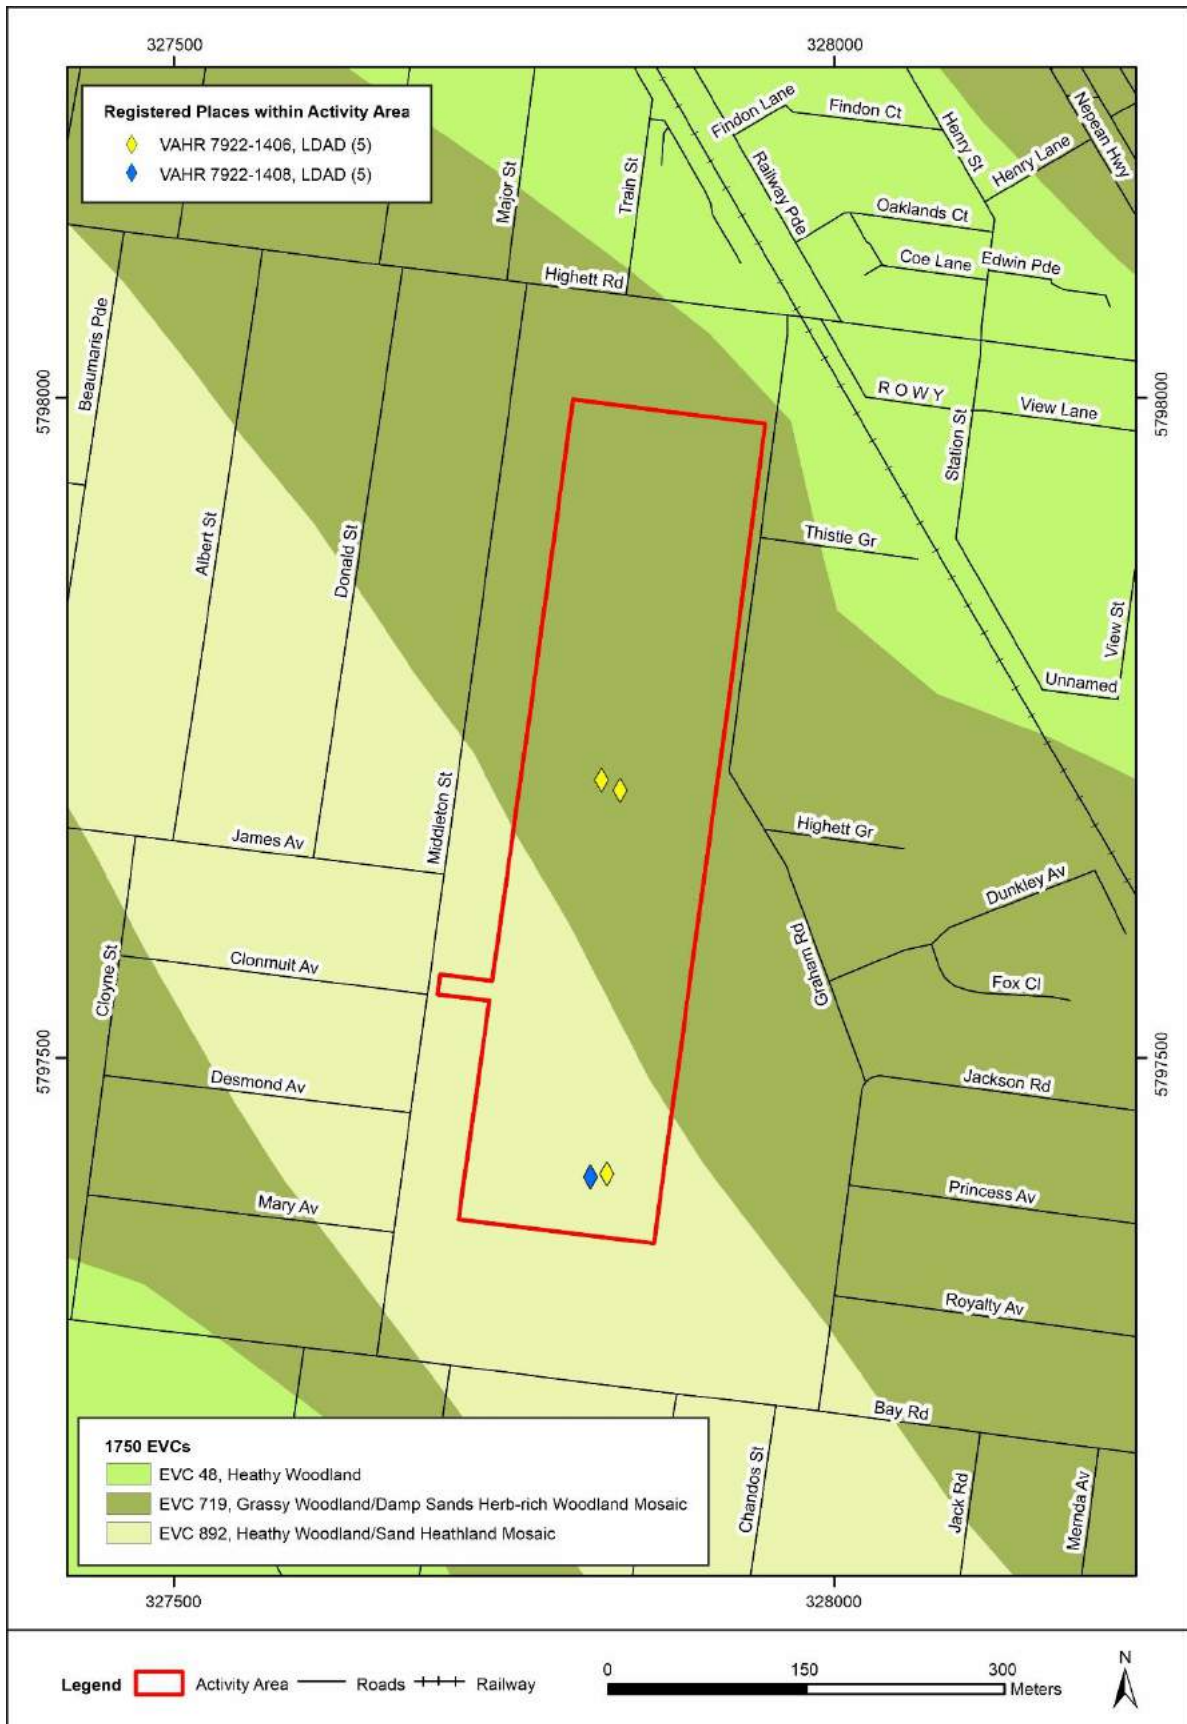 327500
328000
Registered Places within Activity Area
VAHR 7922-1406, LDAD (5)
VAHR 7922-1408, LDAD (5)
Findon Lane
Findon Ct
Nepean Hwy
Henry St
Henry Lane
Major St
Train St
Railway Pde
Oaklands Ct
Coe Lane
Edwin Pde
Highett Rd
Beaumaris Pde
5798000
5798000
R O W Y
View Lane
Station St
Albert St
Donald St
Thistle Gr
View St
Unnamed
Middleton St
James Av
Highett Gr
Dunkley Av
Graham Rd
Cloyne St
Clonmuit Av
Fox Cl
5797500
5797500
Desmond Av
Jackson Rd
Mary Av
Princess Av
Royalty Av
Bay Rd
1750 EVCs
EVC 48, Heathy Woodland
EVC 719, Grassy Woodland/Damp Sands Herb-rich Woodland Mosaic
EVC 892, Heathy Woodland/Sand Heathland Mosaic
Chandos St
Jack Rd
Mernda Av
327500
328000
Legend
Activity Area
Roads
Railway
0
150
300
Meters
N